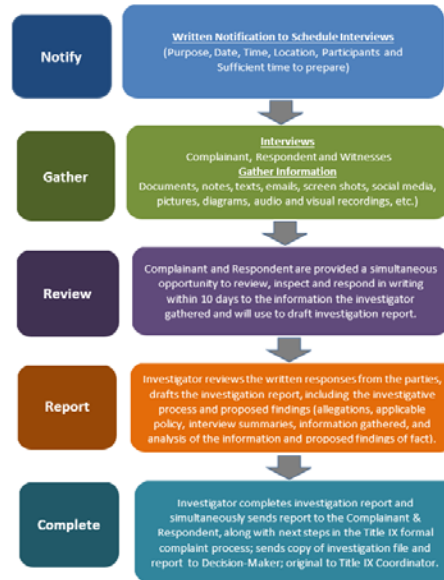 Notify
Written Notification to Schedule Interviews
(Purpose, Date, Time, Location, Participants and
Sufficient time to prepare)
Gather
Interviews
Complainant, Respondent and Witnesses
Gather Information
Documents, notes, texts, emails, screen shots, social media,
pictures, diagrams, audio and visual recordings, etc.)
Review
Complainant and Respondent are provided a simultaneous
opportunity to review, inspect and respond in writing
within 10 days to the information the investigator
gathered and will use to draft investigation report.
Report
Investigator reviews the written responses from the parties,
drafts the investigation report, including the investigative
process and proposed findings (allegations, applicable
policy, interview summaries, information gathered, and
analysis of the information and proposed findings of fact).
Complete
Investigator completes investigation report and
simultaneously sends report to the Complainant &
Respondent, along with next steps in the Title IX formal
complaint process; sends copy of investigation file and
report to Decision-Maker; original to Title IX Coordinator.